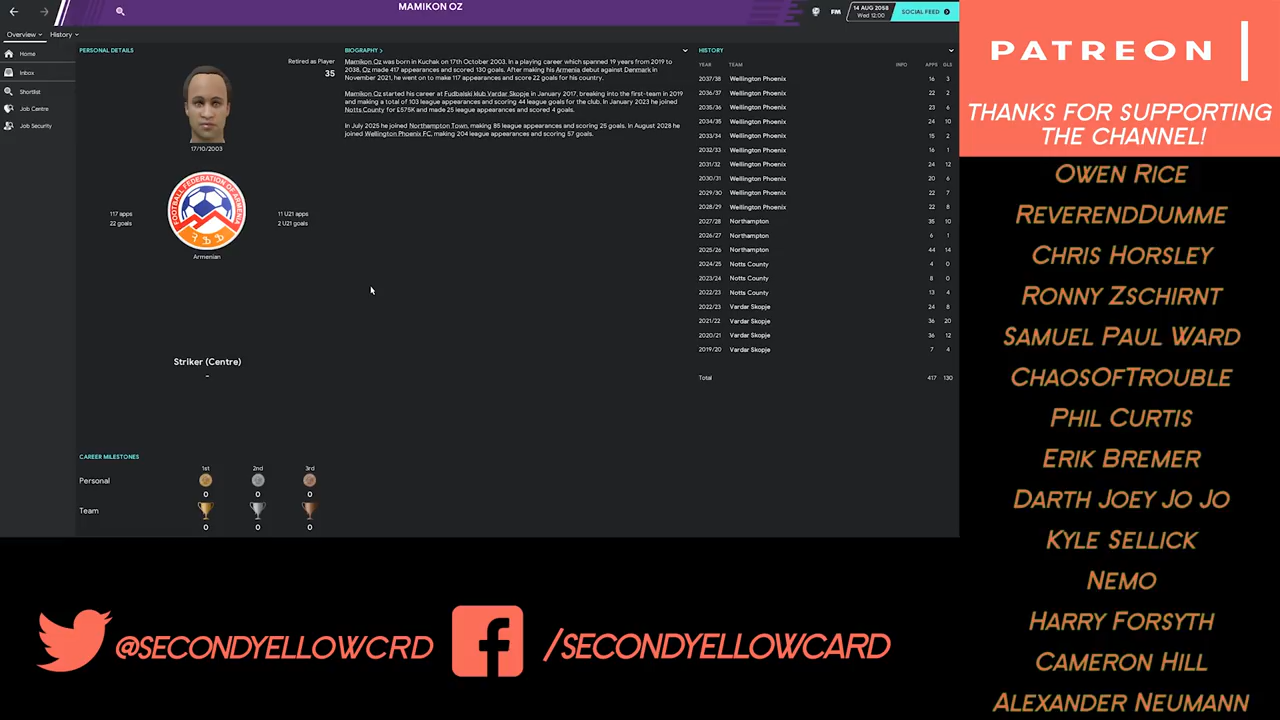 MAMIKON OZ
14 AUG 2058
Wed 12:00
FM
SOCIAL FEED
Overview
History
Home
Inbox
Shortlist
Job Centre
Job Security
PERSONAL DETAILS
Retired as Player
35
17/10/2003
117 apps
22 goals
FOOTBALL FEDERATION OF ARMENIA
11 U21 apps
2 U21 goals
Armenian
Striker (Centre)
-
CAREER MILESTONES
1st 2nd 3rd
Personal
0 0 0
Team
0 0 0
BIOGRAPHY >
Mamikon Oz was born in Kuchak on 17th October 2003. In a playing career which spanned 19 years from 2019 to
2038, Oz made 417 appearances and scored 130 goals. After making his Armenia debut against Denmark in
November 2021, he went on to make 117 appearances and score 22 goals for his country.
Mamikon Oz started his career at Fudbalski klub Vardar Skopje in January 2017, breaking into the first-team in 2019
and making a total of 103 league appearances and scoring 44 league goals for the club. In January 2023 he joined
Notts County for £575K and made 25 league appearances and scored 4 goals.
In July 2025 he joined Northampton Town, making 85 league appearances and scoring 25 goals. In August 2028 he
joined Wellington Phoenix FC, making 204 league appearances and scoring 57 goals.
HISTORY
YEAR TEAM INFO APPS GLS
2037/38 Wellington Phoenix 16 3
2036/37 Wellington Phoenix 22 2
2035/36 Wellington Phoenix 23 6
2034/35 Wellington Phoenix 24 10
2033/34 Wellington Phoenix 15 2
2032/33 Wellington Phoenix 16 1
2031/32 Wellington Phoenix 24 12
2030/31 Wellington Phoenix 20 6
2029/30 Wellington Phoenix 22 7
2028/29 Wellington Phoenix 22 8
2027/28 Northampton 35 10
2026/27 Northampton 6 1
2025/26 Northampton 44 14
2024/25 Notts County 4 0
2023/24 Notts County 8 0
2022/23 Notts County 13 4
2022/23 Vardar Skopje 24 8
2021/22 Vardar Skopje 36 20
2020/21 Vardar Skopje 36 12
2019/20 Vardar Skopje 7 4
Total 417 130
PATREON
THANKS FOR SUPPORTING
THE CHANNEL!
OWEN RICE
REVERENDDUMME
CHRIS HORSLEY
RONNY ZSCHIRNT
SAMUEL PAUL WARD
CHAOSOFTROUBLE
PHIL CURTIS
ERIK BREMER
DARTH JOEY JO JO
KYLE SELLICK
NEMO
HARRY FORSYTH
CAMERON HILL
ALEXANDER NEUMANN
@SECONDYELLOWCRD
/SECONDYELLOWCARD